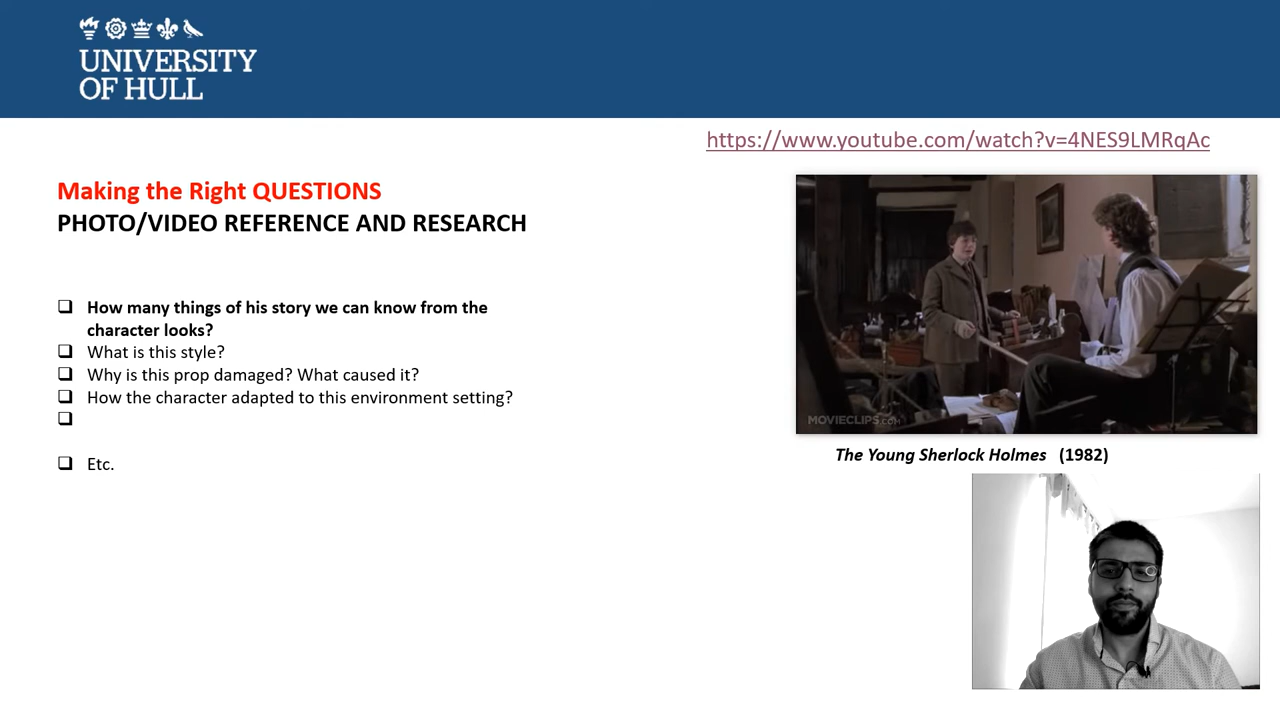 UNIVERSITY
OF HULL
https://www.youtube.com/watch?v=4NES9LMRqAc
Making the Right QUESTIONS
PHOTO/VIDEO REFERENCE AND RESEARCH
How many things of his story we can know from the
character looks?
What is this style?
Why is this prop damaged? What caused it?
How the character adapted to this environment setting?
Etc.
MOVIECLIPS.COM
The Young Sherlock Holmes (1982)